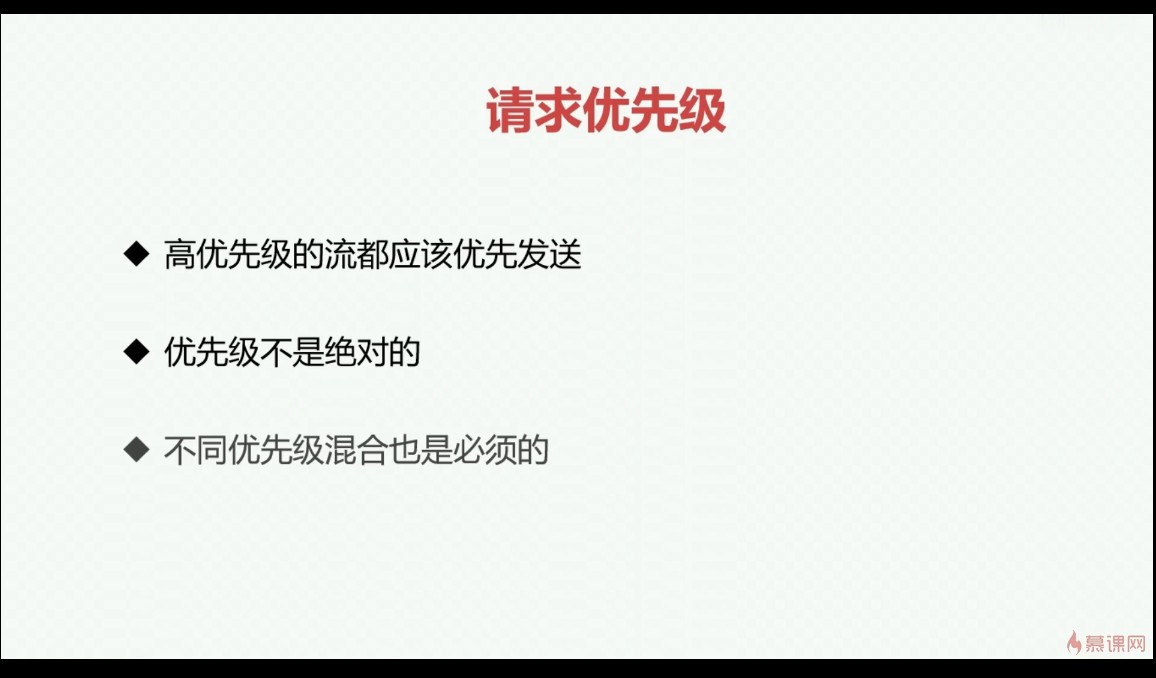 请求优先级
◆ 高优先级的流都应该优先发送
◆ 优先级不是绝对的
◆ 不同优先级混合也是必须的
慕课网